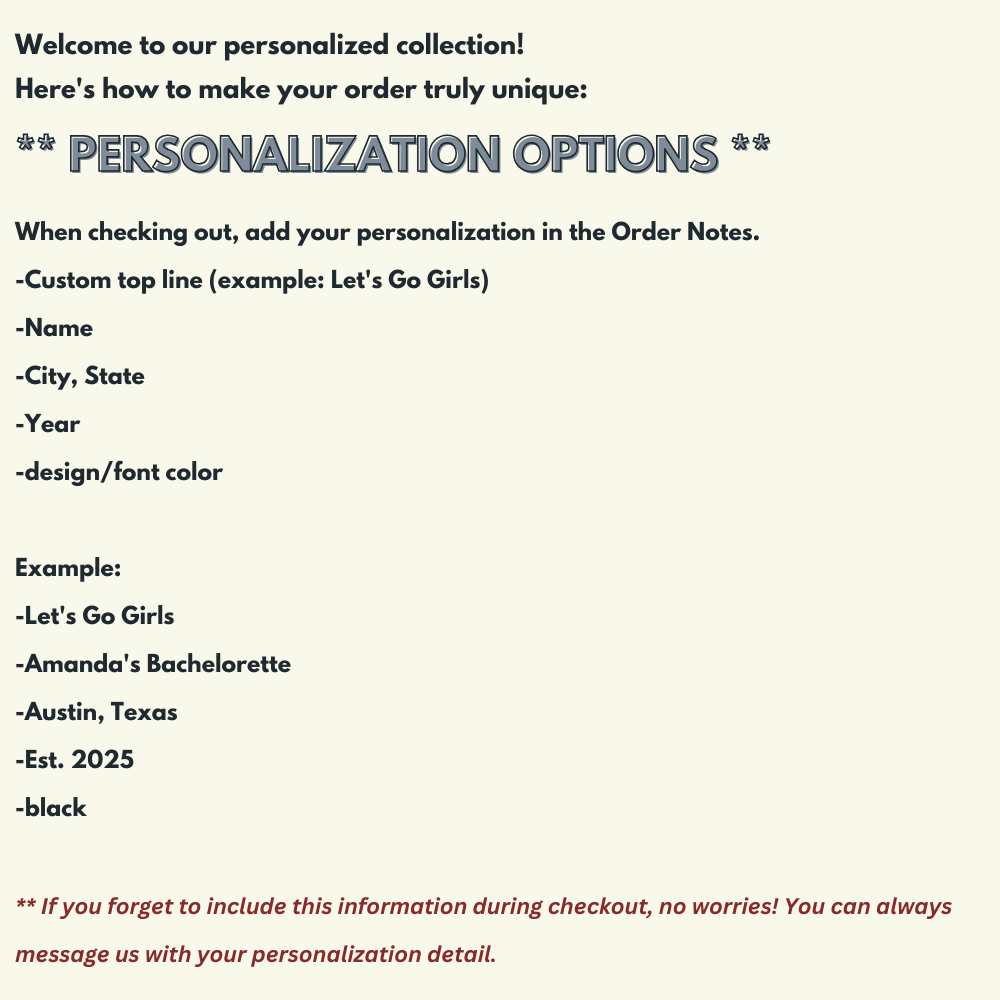 Welcome to our personalized collection!
Here's how to make your order truly unique:
** PERSONALIZATION OPTIONS **
When checking out, add your personalization in the Order Notes.
-Custom top line (example: Let's Go Girls)
-Name
-City, State
-Year
-design/font color
Example:
-Let's Go Girls
-Amanda's Bachelorette
-Austin, Texas
-Est. 2025
-black
** If you forget to include this information during checkout, no worries! You can always
message us with your personalization detail.